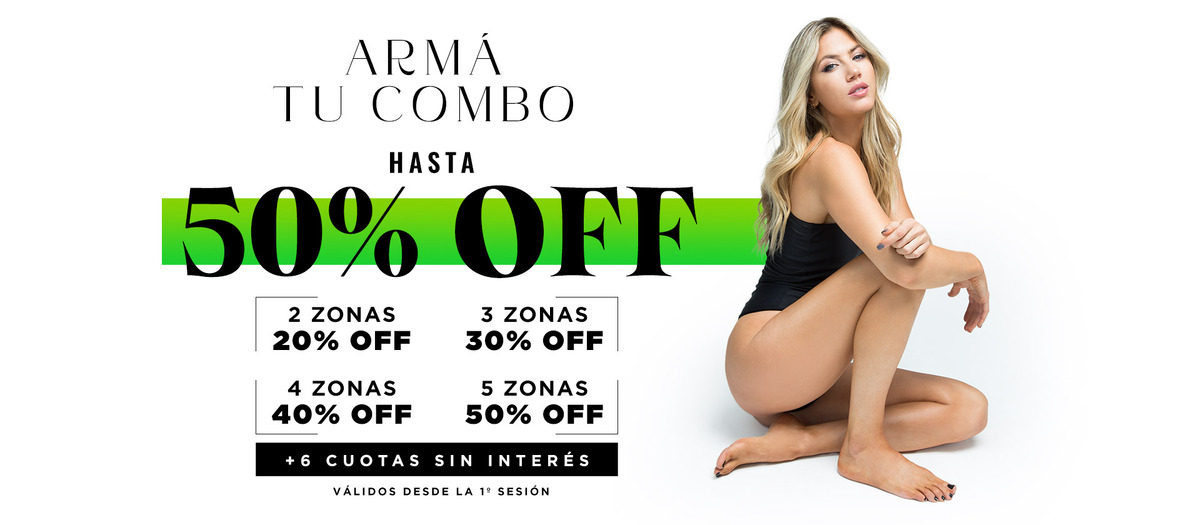 ARMÁ
TU COMBO
HASTA
50% OFF
2 ZONAS
20% OFF
3 ZONAS
30% OFF
4 ZONAS
40% OFF
5 ZONAS
50% OFF
+6 CUOTAS SIN INTERÉS
VÁLIDOS DESDE LA 1º SESIÓN